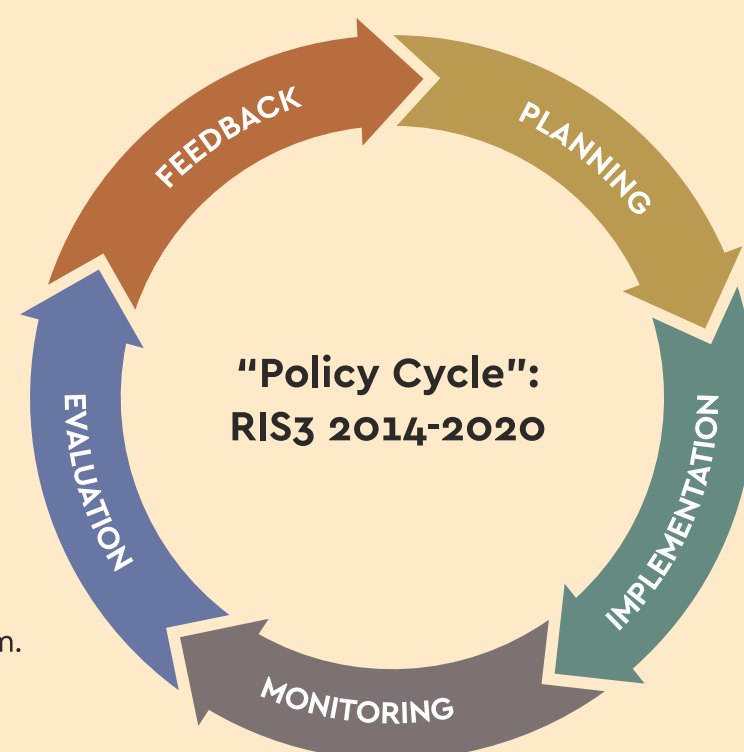 FEEDBACK
PLANNING
"Policy Cycle":
RIS3 2014-2020
EVALUATION
IMPLEMENTATION
MONITORING